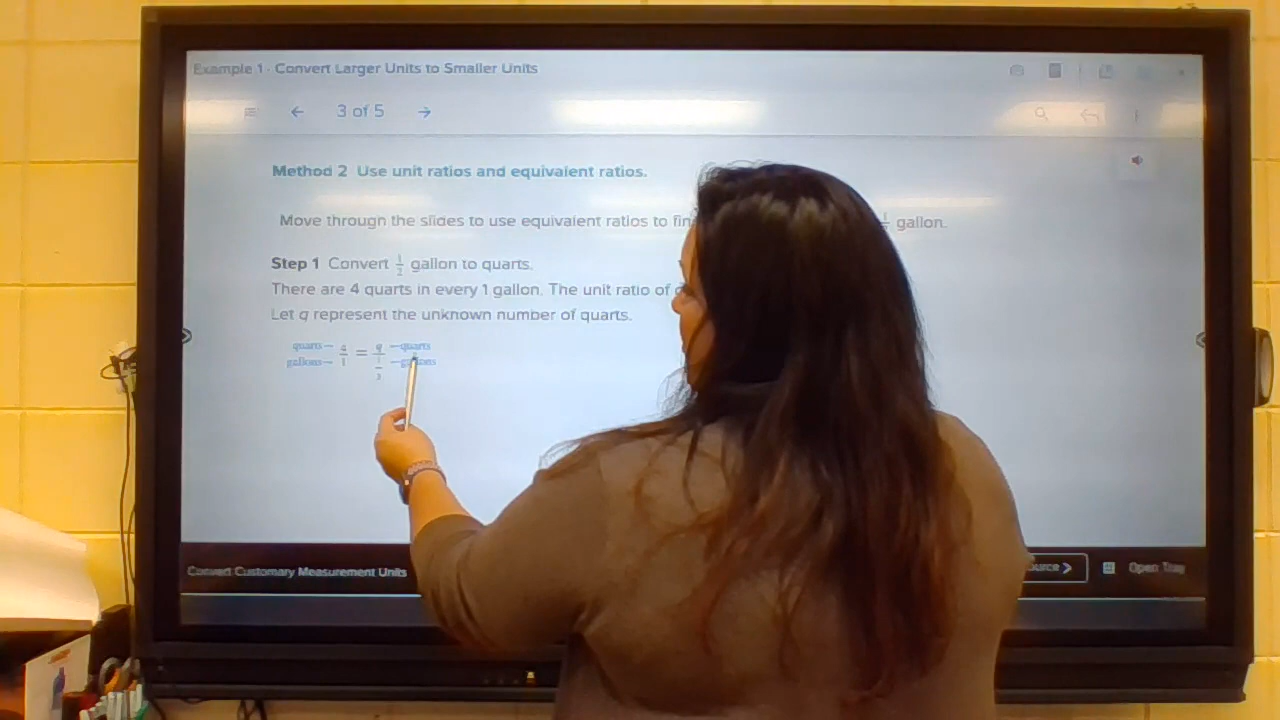 Example 1 · Convert Larger Units to Smaller Units
3 of 5
Method 2 Use unit ratios and equivalent ratios.
Move through the slides to use equivalent ratios to gallon.
Step 1 Convert 1/2 gallon to quarts.
There are 4 quarts in every 1 gallon. The unit ratio of
Let q represent the unknown number of quarts.
quarts— 4/1 = q/(1/2) —quarts
gallons— —gallons
Convert Customary Measurement Units
Open Tray